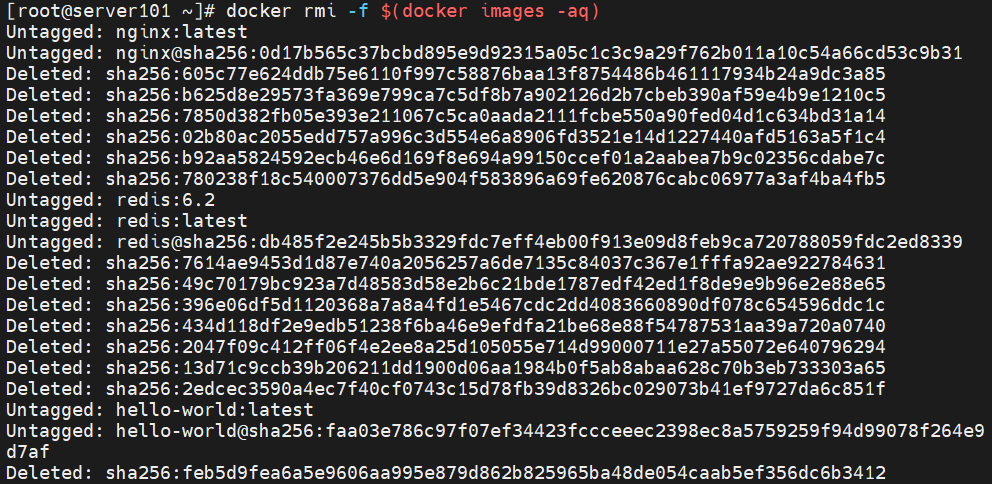 [root@server101 ~]# docker rmi -f $(docker images -aq)
Untagged: nginx:latest
Untagged: nginx@sha256:0d17b565c37bcbd895e9d92315a05c1c3c9a29f762b011a10c54a66cd53c9b31
Deleted: sha256:605c77e624ddb75e6110f997c58876baa13f8754486b461117934b24a9dc3a85
Deleted: sha256:b625d8e29573fa369e799ca7c5df8b7a902126d2b7cbeb390af59e4b9e1210c5
Deleted: sha256:7850d382fb05e393e211067c5ca0aada2111fcbe550a90fed04d1c634bd31a14
Deleted: sha256:02b80ac2055edd757a996c3d554e6a8906fd3521e14d1227440afd5163a5f1c4
Deleted: sha256:b92aa5824592ecb46e6d169f8e694a99150ccef01a2aabea7b9c02356cdabe7c
Deleted: sha256:780238f18c540007376dd5e904f583896a69fe620876cabc06977a3af4ba4fb5
Untagged: redis:6.2
Untagged: redis:latest
Untagged: redis@sha256:db485f2e245b5b3329fdc7eff4eb00f913e09d8feb9ca720788059fdc2ed8339
Deleted: sha256:7614ae9453d1d87e740a2056257a6de7135c84037c367e1fffa92ae922784631
Deleted: sha256:49c70179bc923a7d48583d58e2b6c21bde1787edf42ed1f8de9e9b96e2e88e65
Deleted: sha256:396e06df5d1120368a7a8a4fd1e5467cdc2dd4083660890df078c654596ddc1c
Deleted: sha256:434d118df2e9edb51238f6ba46e9efdfa21be68e88f54787531aa39a720a0740
Deleted: sha256:2047f09c412ff06f4e2ee8a25d105055e714d99000711e27a55072e640796294
Deleted: sha256:13d71c9ccb39b206211dd1900d06aa1984b0f5ab8abaa628c70b3eb733303a65
Deleted: sha256:2edcec3590a4ec7f40cf0743c15d78fb39d8326bc029073b41ef9727da6c851f
Untagged: hello-world:latest
Untagged: hello-world@sha256:faa03e786c97f07ef34423fccceeec2398ec8a5759259f94d99078f264e9
d7af
Deleted: sha256:feb5d9fea6a5e9606aa995e879d862b825965ba48de054caab5ef356dc6b3412